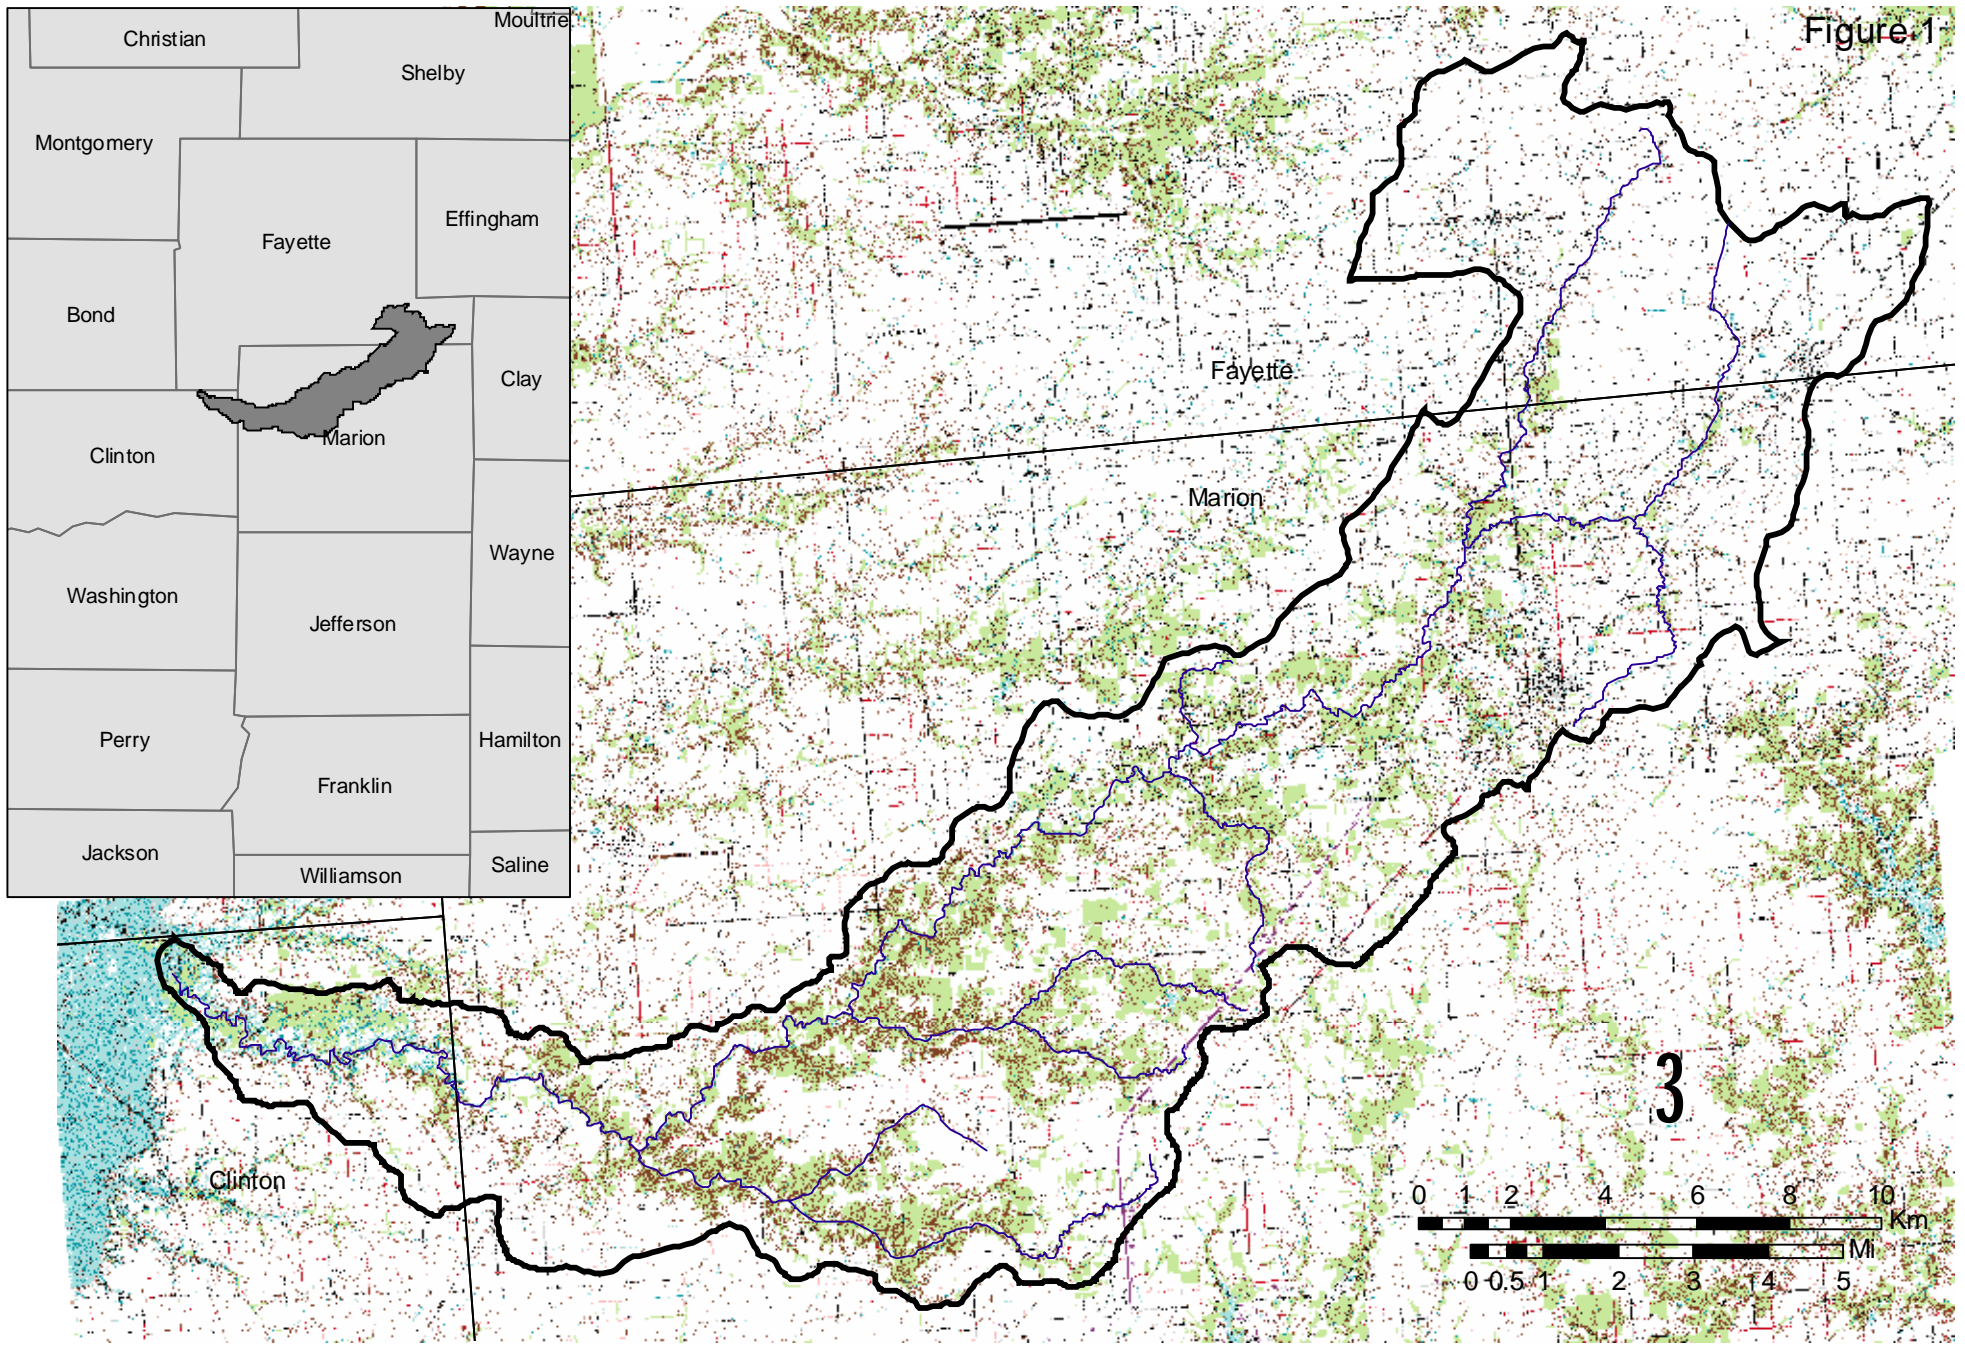 Figure 1
Moultrie
Christian
Shelby
Montgomery
Effingham
Fayette
Bond
Clay
Marion
Clinton
Wayne
Washington
Jefferson
Perry
Hamilton
Franklin
Jackson
Saline
Williamson
Fayette
Marion
Clinton
3
0 1 2 4 6 8 10
Km
Mi
0 0.5 1 2 3 4 5